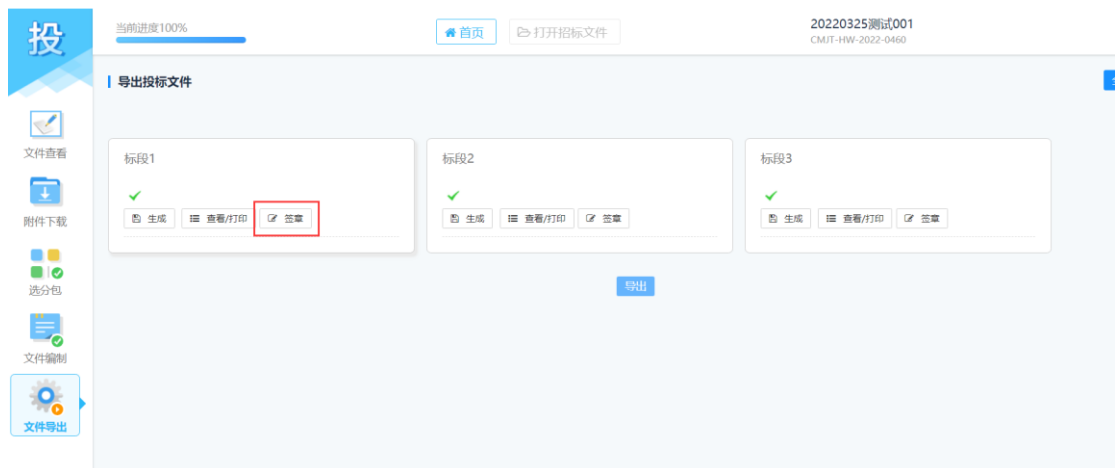 投
当前进度100%
首页
打开招标文件
20220325测试001
CMJT-HW-2022-0460
导出投标文件
文件查看
附件下载
选分包
文件编制
文件导出
标段1
生成 查看/打印 签章
标段2
生成 查看/打印 签章
标段3
生成 查看/打印 签章
导出